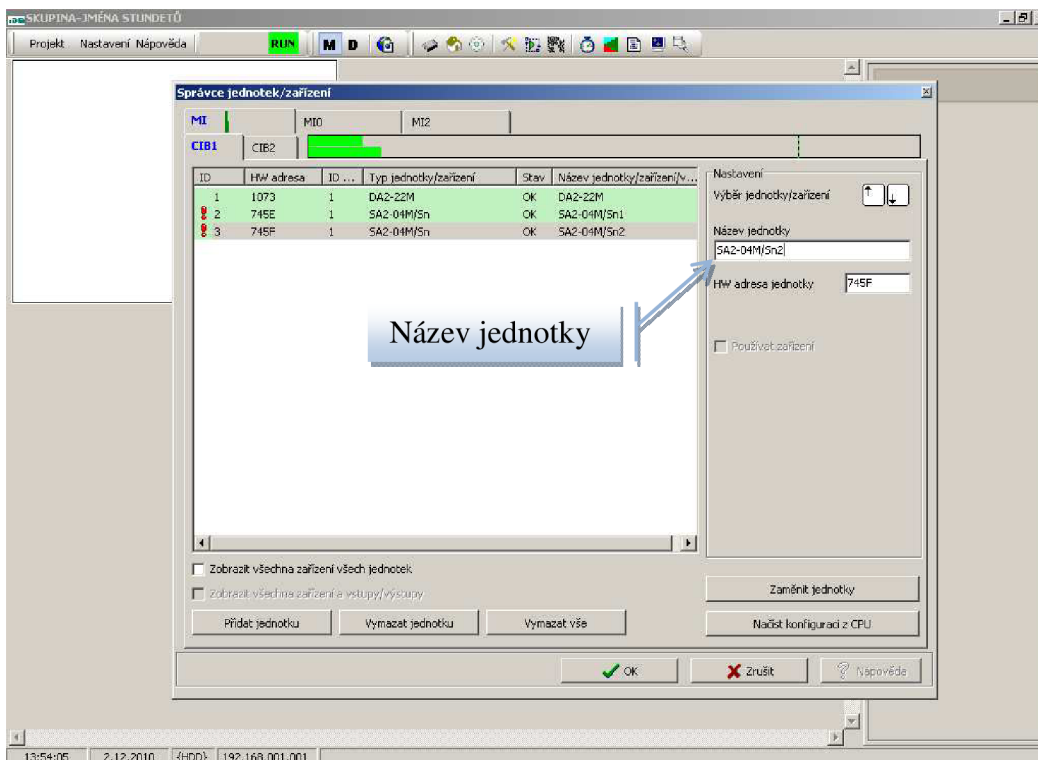 SKUPINA-JMÉNA STUNDETŮ
Projekt Nastavení Nápověda RUN M D
Správce jednotek/zařízení
MI MI0 MI2
CIB1 CIB2
ID HW adresa ID ... Typ jednotky/zařízení Stav Název jednotky/zařízení/v...
1 1073 1 DA2-22M OK DA2-22M
2 745E 1 SA2-04M/Sn OK SA2-04M/Sn1
3 745F 1 SA2-04M/Sn OK SA2-04M/Sn2
Nastavení
Výběr jednotky/zařízení
Název jednotky
SA2-04M/Sn2
HW adresa jednotky 745F
Používat zařízení
Název jednotky
Zobrazit všechna zařízení všech jednotek
Zobrazit všechna zařízení a vstupy/výstupy
Přidat jednotku Vymazat jednotku Vymazat vše
Zaměnit jednotky
Načíst konfiguraci z CPU
OK Zrušit Nápověda
13:54:05 2.12.2010 {HDD} 192.168.001.001